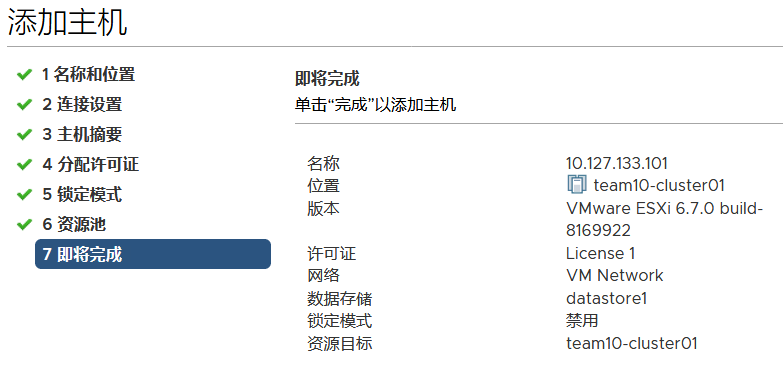 添加主机
1 名称和位置
2 连接设置
3 主机摘要
4 分配许可证
5 锁定模式
6 资源池
7 即将完成
即将完成
单击“完成”以添加主机
名称 10.127.133.101
位置 team10-cluster01
版本 VMware ESXi 6.7.0 build-
8169922
许可证 License 1
网络 VM Network
数据存储 datastore1
锁定模式 禁用
资源目标 team10-cluster01